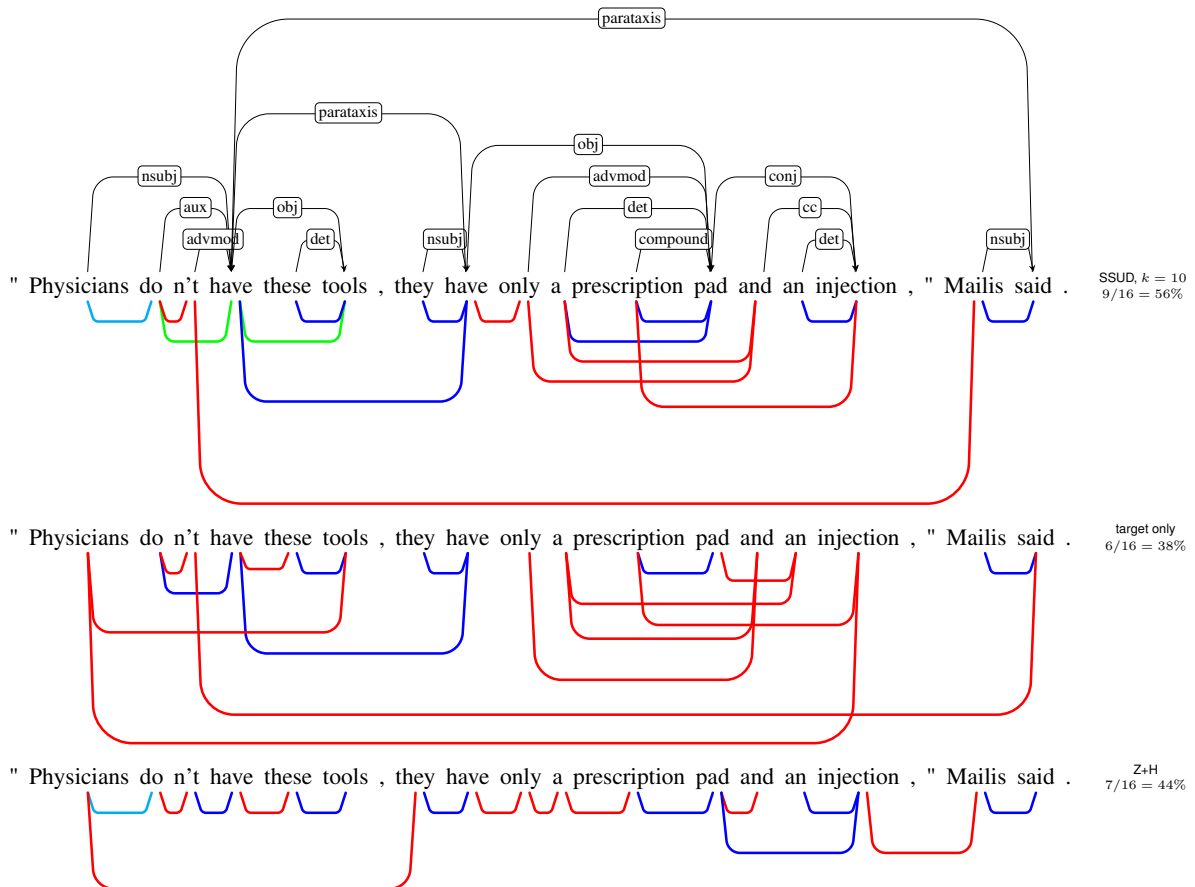 parataxis
parataxis
obj
nsubj advmod conj
aux obj det cc
advmod det nsubj compound det nsubj
" Physicians do n't have these tools , they have only a prescription pad and an injection , " Mailis said .
SSUD, k = 10
9/16 = 56%
" Physicians do n't have these tools , they have only a prescription pad and an injection , " Mailis said .
target only
6/16 = 38%
" Physicians do n't have these tools , they have only a prescription pad and an injection , " Mailis said .
Z+H
7/16 = 44%